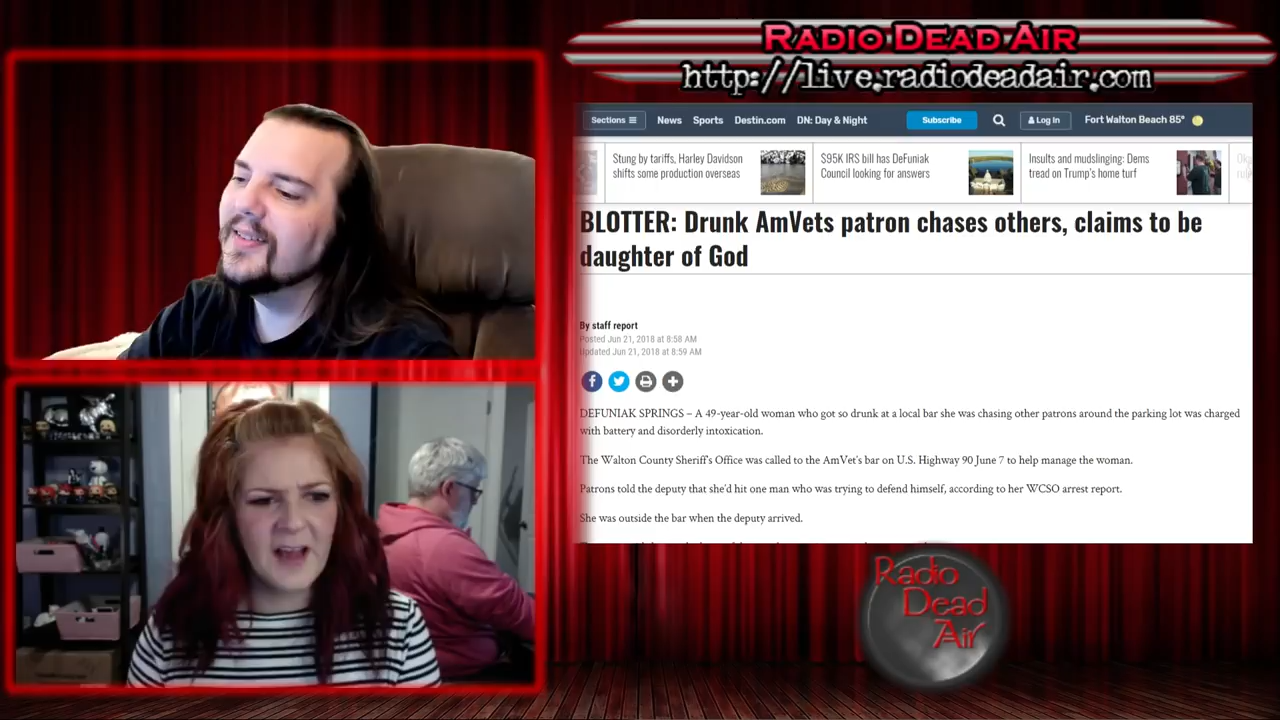 Radio Dead Air
http://live.radiodeadair.com
Sections
News
Sports
Destin.com
DN: Day & Night
Subscribe
Log In
Fort Walton Beach 85°
Stung by tariffs, Harley Davidson
shifts some production overseas
$95K IRS bill has DeFuniak
Council looking for answers
Insults and mudslinging: Dems
tread on Trump's home turf
BLOTTER: Drunk AmVets patron chases others, claims to be
daughter of God
By staff report
Posted Jun 21, 2018 at 8:58 AM
Updated Jun 21, 2018 at 8:59 AM
DEFUNIAK SPRINGS – A 49-year-old woman who got so drunk at a local bar she was chasing other patrons around the parking lot was charged
with battery and disorderly intoxication.
The Walton County Sheriff's Office was called to the AmVet's bar on U.S. Highway 90 June 7 to help manage the woman.
Patrons told the deputy that she'd hit one man who was trying to defend himself, according to her WCSO arrest report.
She was outside the bar when the deputy arrived.
Radio
Dead
Air